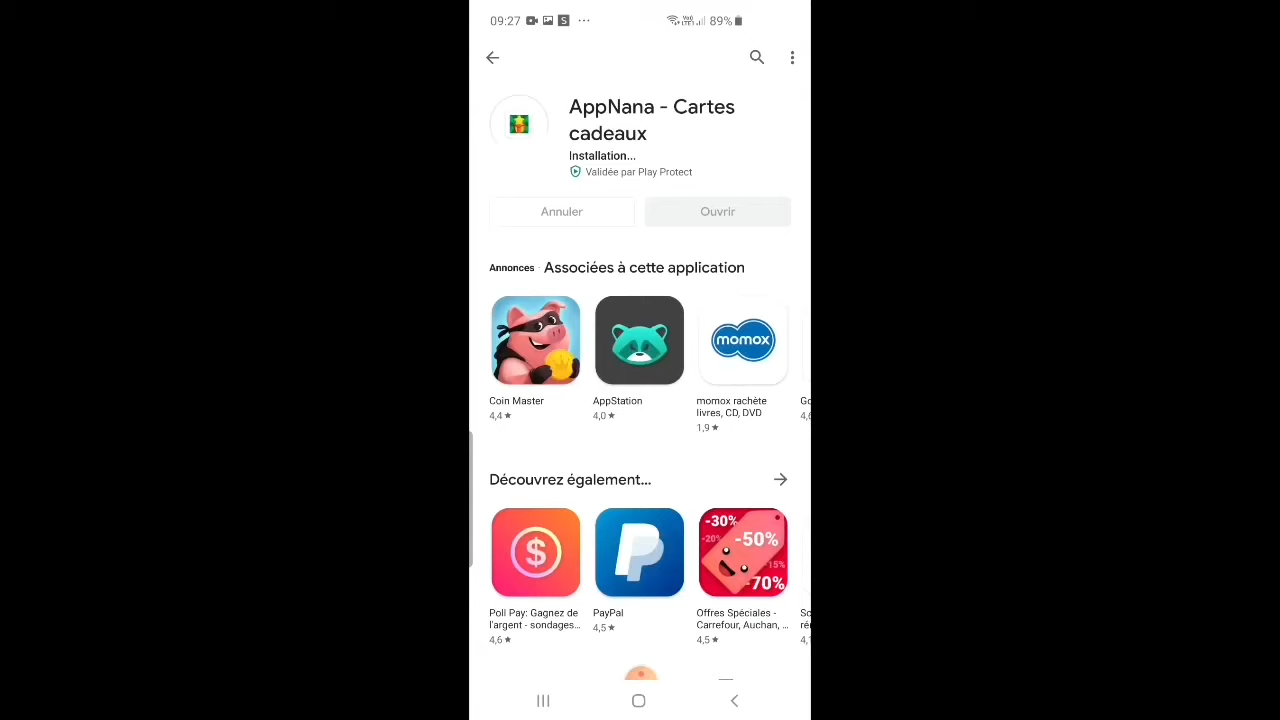 09:27 S ... 89%
AppNana - Cartes
cadeaux
Installation...
Validée par Play Protect
Annuler Ouvrir
Annonces · Associées à cette application
momox
Coin Master AppStation momox rachète
livres, CD, DVD
4,4★ 4,0★ 1,9★
Découvrez également...
$ P -30% -20% -50% -15% -70%
Poll Pay: Gagnez de
l'argent - sondages...
4,6★
PayPal
4,5★
Offres Spéciales -
Carrefour, Auchan, ...
4,5★